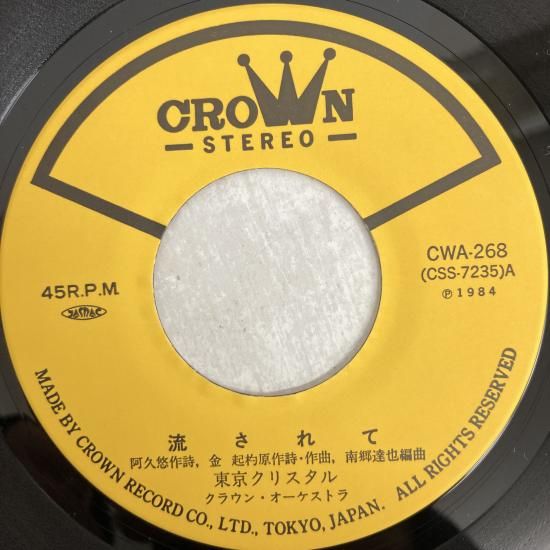 CROWN
STEREO
CWA-268
(CSS-7235)A
Ⓟ1984
45R.P.M.
JASRAC
流されて
阿久悠作詩, 金 起杓原作詩・作曲, 南郷達也編曲
東京クリスタル
クラウン・オーケストラ
MADE BY CROWN RECORD CO., LTD., TOKYO, JAPAN. ALL RIGHTS RESERVED